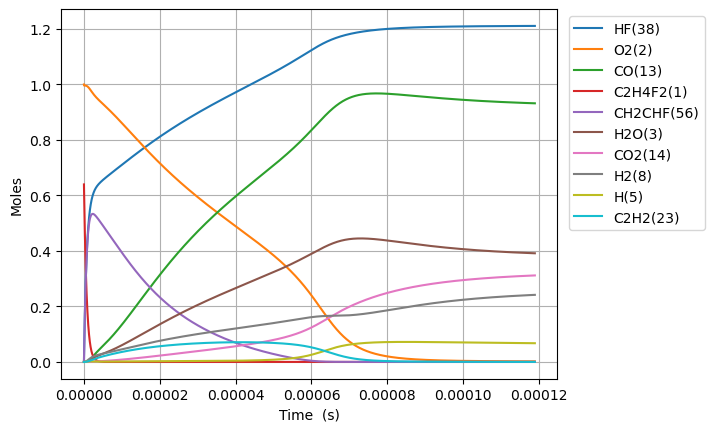 1.2
1.0
0.8
0.6
0.4
0.2
0.0
Moles
0.00000 0.00002 0.00004 0.00006 0.00008 0.00010 0.00012
Time (s)
HF(38)
O2(2)
CO(13)
C2H4F2(1)
CH2CHF(56)
H2O(3)
CO2(14)
H2(8)
H(5)
C2H2(23)